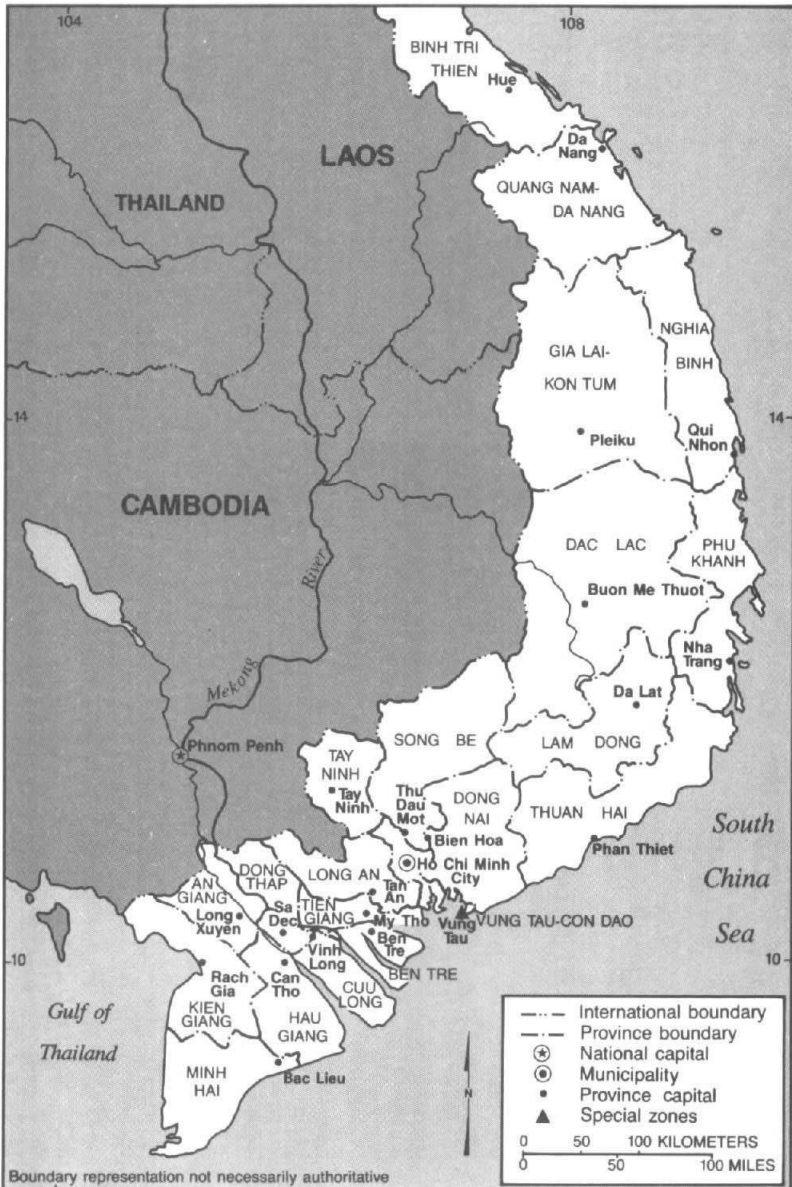 104
108
BINH TRI
THIEN
Hue
LAOS
Da
Nang
THAILAND
QUANG NAM-
DA NANG
NGHIA
BINH
GIA LAI-
KON TUM
14
14
Qui
Nhon
Pleiku
CAMBODIA
DAC LAC
PHU
KHANH
River
Buon Me Thuot
Nha
Trang
Mekong
Da Lat
Phnom Penh
SONG BE
LAM DONG
TAY
NINH
Tay
Ninh
Thu
Dau
Mot
DONG
NAI
THUAN HAI
South
China
Sea
Bien Hoa
Phan Thiet
Ho Chi Minh
City
DONG
THAP
LONG AN
Tan
An
AN
GIANG
Long
Xuyen
Sa
Dec
TIEN
GIANG
My Tho
Vung
Tau
VUNG TAU-CON DAO
Ben
Tre
Vinh
Long
BEN TRE
10
10
Rach
Gia
Can
Tho
CUU
LONG
Gulf of
Thailand
KIEN
GIANG
HAU
GIANG
MINH
HAI
Bac Lieu
N
International boundary
Province boundary
National capital
Municipality
Province capital
Special zones
0 50 100 KILOMETERS
0 50 100 MILES
Boundary representation not necessarily authoritative